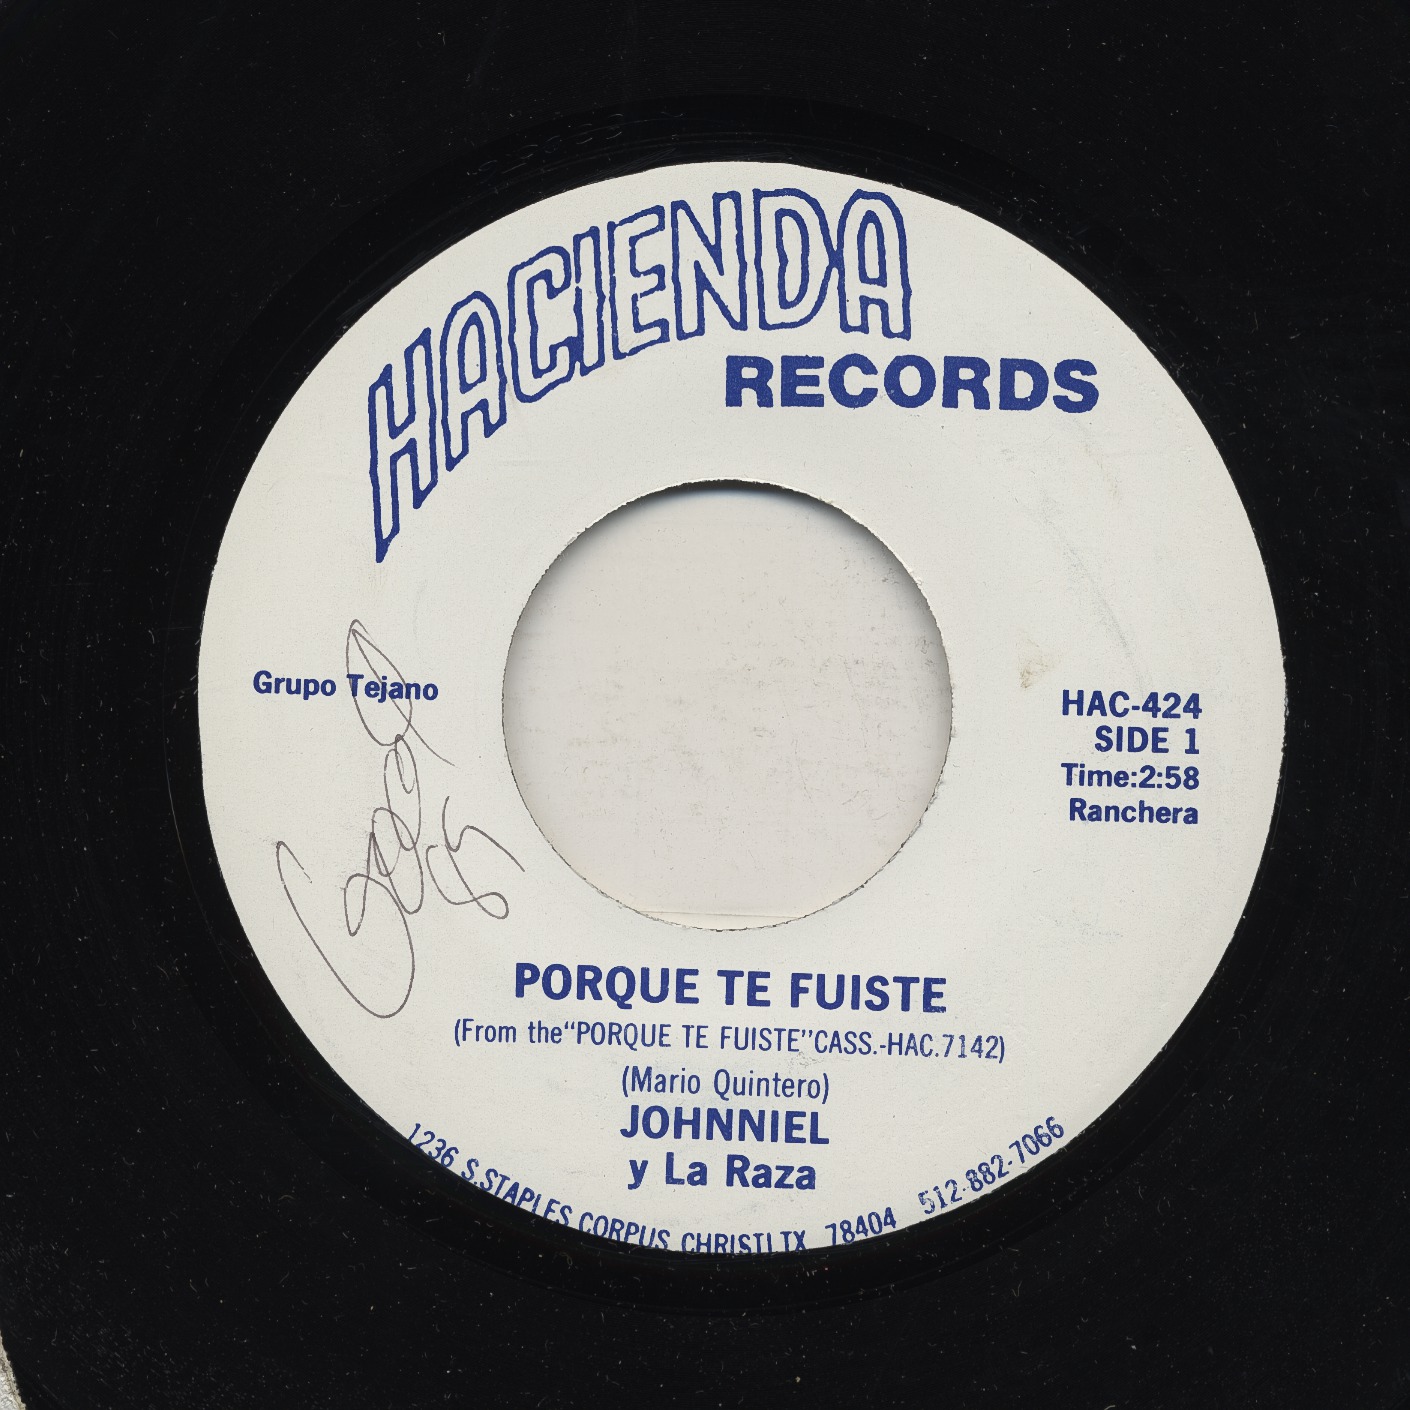 HACIENDA
RECORDS
Grupo Tejano
HAC-424
SIDE 1
Time:2:58
Ranchera
PORQUE TE FUISTE
(From the"PORQUE TE FUISTE"CASS.-HAC.7142)
(Mario Quintero)
JOHNNIEL
y La Raza
1236 S.STAPLES CORPUS CHRISTI TX 78404 512-882-7066